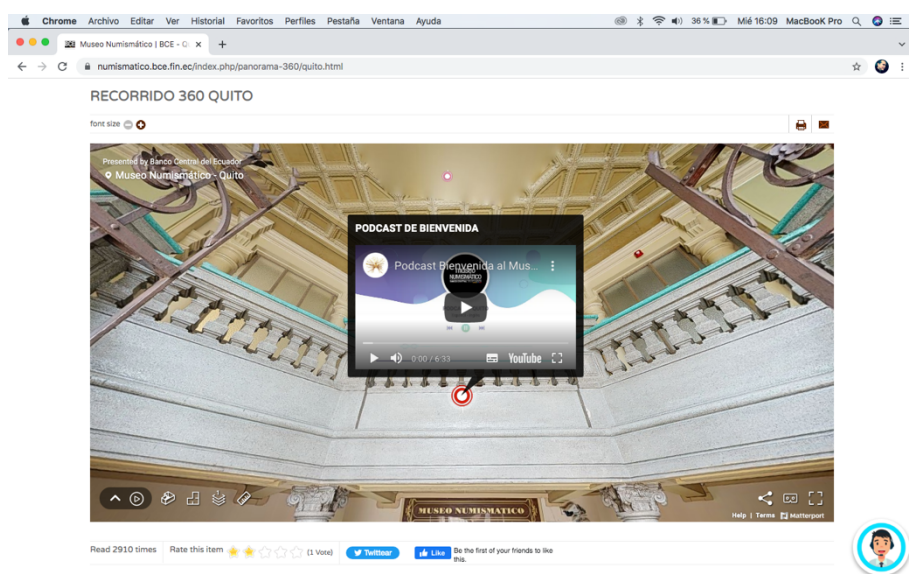 Chrome Archivo Editar Ver Historial Favoritos Perfiles Pestaña Ventana Ayuda 36 % Mié 16:09 MacBooK Pro
Museo Numismático | BCE - Q
numismatico.bce.fin.ec/index.php/panorama-360/quito.html
RECORRIDO 360 QUITO
font size
Presented by Banco Central del Ecuador
Museo Numismático - Quito
PODCAST DE BIENVENIDA
Podcast Bienvenida al Mus...
NUMISMÁTICO
0:00 / 6:33 YouTube
MUSEO NUMISMATICO
Help | Terms Matterport
Read 2910 times Rate this item (1 Vote) Twittear Like Be the first of your friends to like
this.